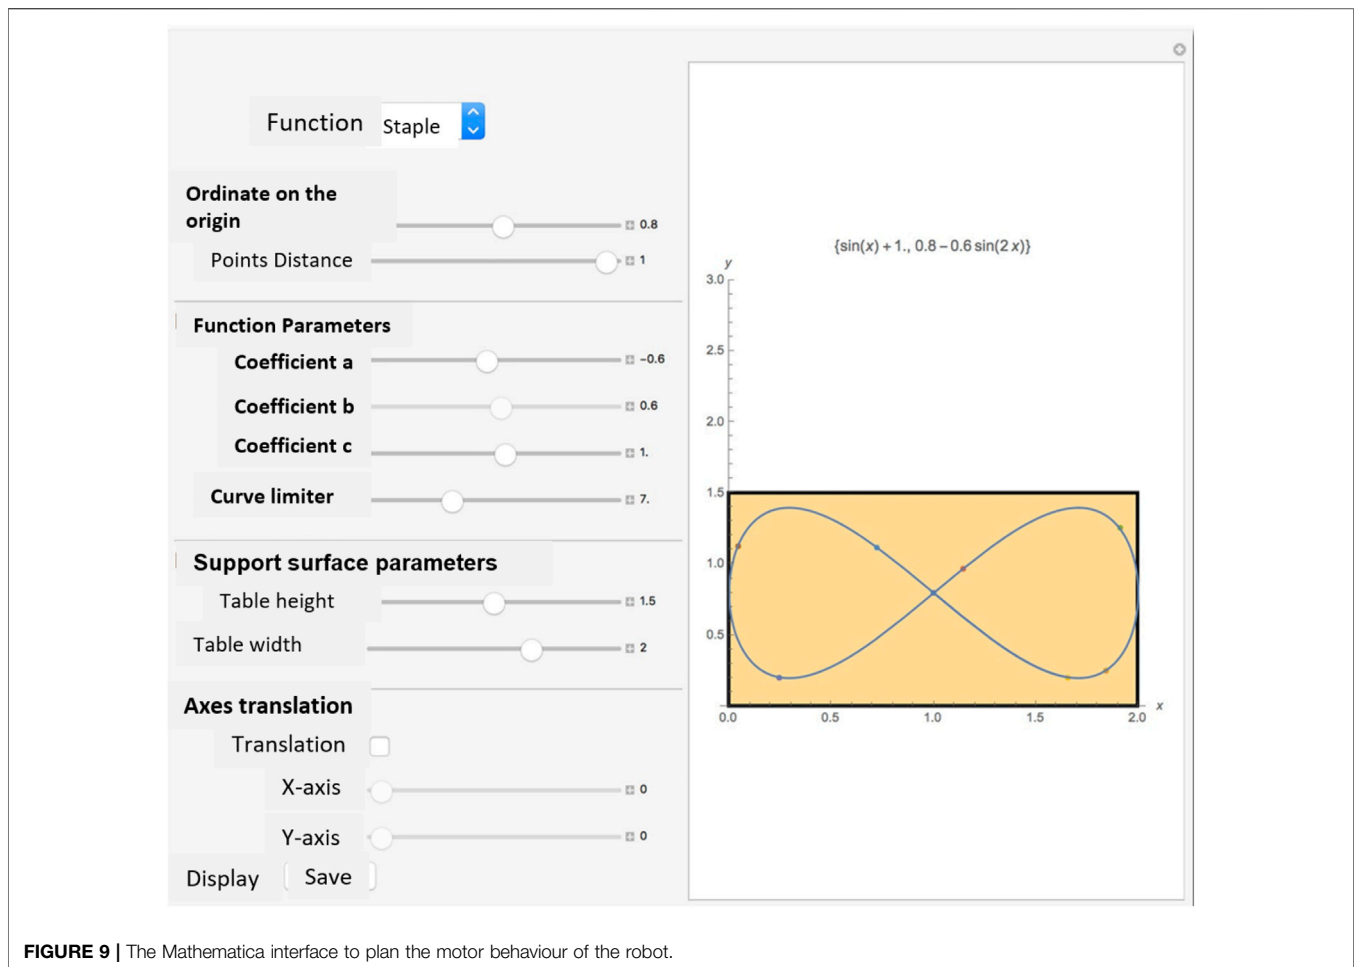 Function Staple
Ordinate on the
origin
0.8
Points Distance 1
Function Parameters
Coefficient a -0.6
Coefficient b 0.6
Coefficient c 1.
Curve limiter 7.
Support surface parameters
Table height 1.5
Table width 2
Axes translation
Translation
X-axis 0
Y-axis 0
Display Save
{sin(x) + 1., 0.8 – 0.6 sin(2 x)}
y
3.0
2.5
2.0
1.5
1.0
0.5
0.0 0.5 1.0 1.5 2.0 x
FIGURE 9 | The Mathematica interface to plan the motor behaviour of the robot.